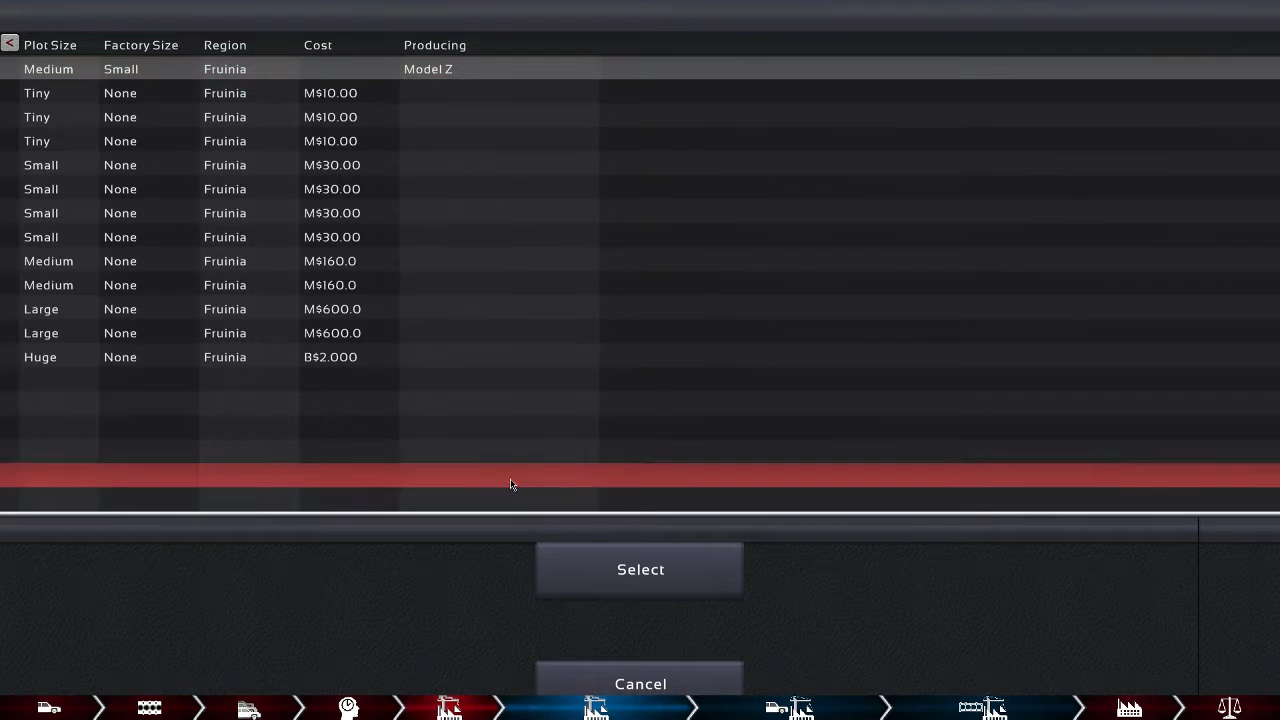 < Plot Size Factory Size Region Cost Producing
Medium Small Fruinia Model Z
Tiny None Fruinia M$10.00
Tiny None Fruinia M$10.00
Tiny None Fruinia M$10.00
Small None Fruinia M$30.00
Small None Fruinia M$30.00
Small None Fruinia M$30.00
Small None Fruinia M$30.00
Medium None Fruinia M$160.0
Medium None Fruinia M$160.0
Large None Fruinia M$600.0
Large None Fruinia M$600.0
Huge None Fruinia B$2.000
Select
Cancel